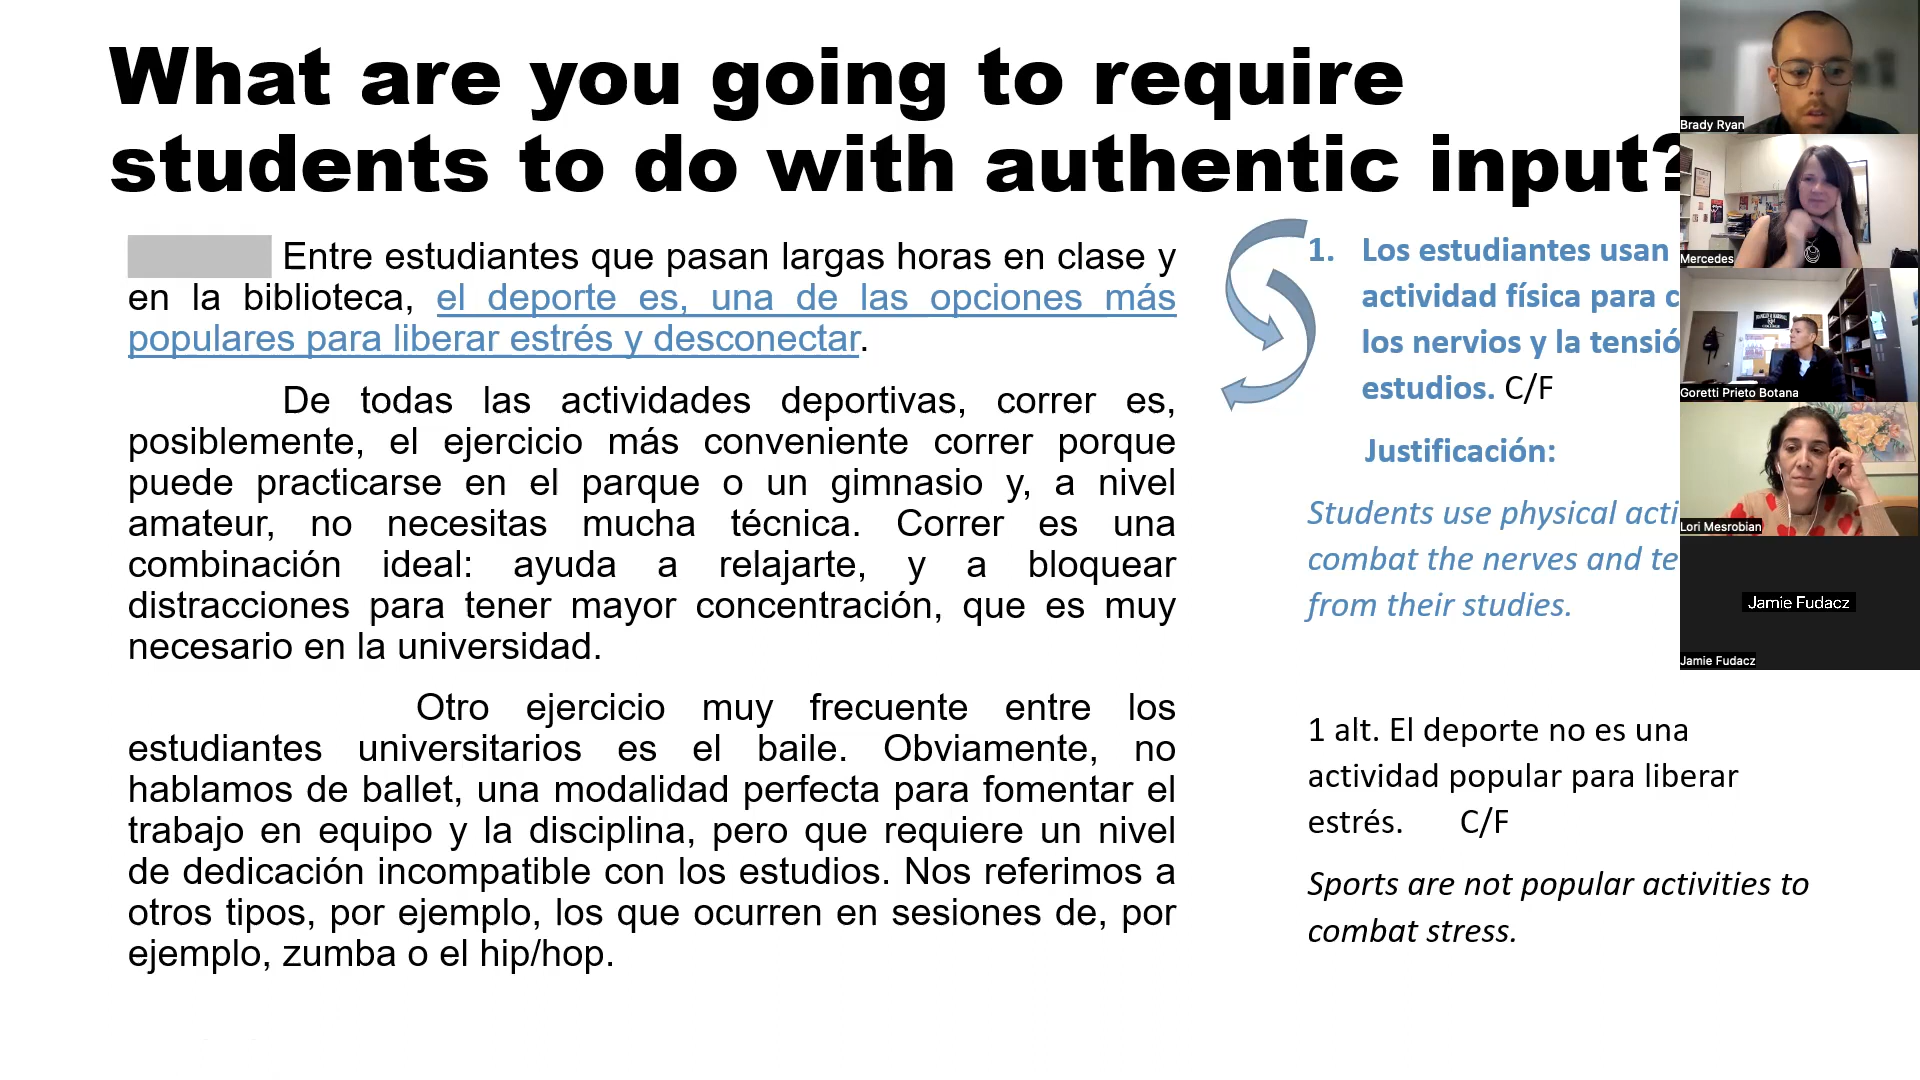 What are you going to require
students to do with authentic input?
Entre estudiantes que pasan largas horas en clase y
en la biblioteca, el deporte es, una de las opciones más
populares para liberar estrés y desconectar.
De todas las actividades deportivas, correr es,
posiblemente, el ejercicio más conveniente correr porque
puede practicarse en el parque o un gimnasio y, a nivel
amateur, no necesitas mucha técnica. Correr es una
combinación ideal: ayuda a relajarte, y a bloquear
distracciones para tener mayor concentración, que es muy
necesario en la universidad.
Otro ejercicio muy frecuente entre los
estudiantes universitarios es el baile. Obviamente, no
hablamos de ballet, una modalidad perfecta para fomentar el
trabajo en equipo y la disciplina, pero que requiere un nivel
de dedicación incompatible con los estudios. Nos referimos a
otros tipos, por ejemplo, los que ocurren en sesiones de, por
ejemplo, zumba o el hip/hop.
1. Los estudiantes usan
actividad física para
los nervios y la
estudios. C/F
Justificación:
Students use physical
combat the nerves and
from their studies.
1 alt. El deporte no es una
actividad popular para liberar
estrés. C/F
Sports are not popular activities to
combat stress.
Brady Ryan
Mercedes
Goretti Prieto Botana
Lori Mesrobian
Jamie Fudacz
Jamie Fudacz